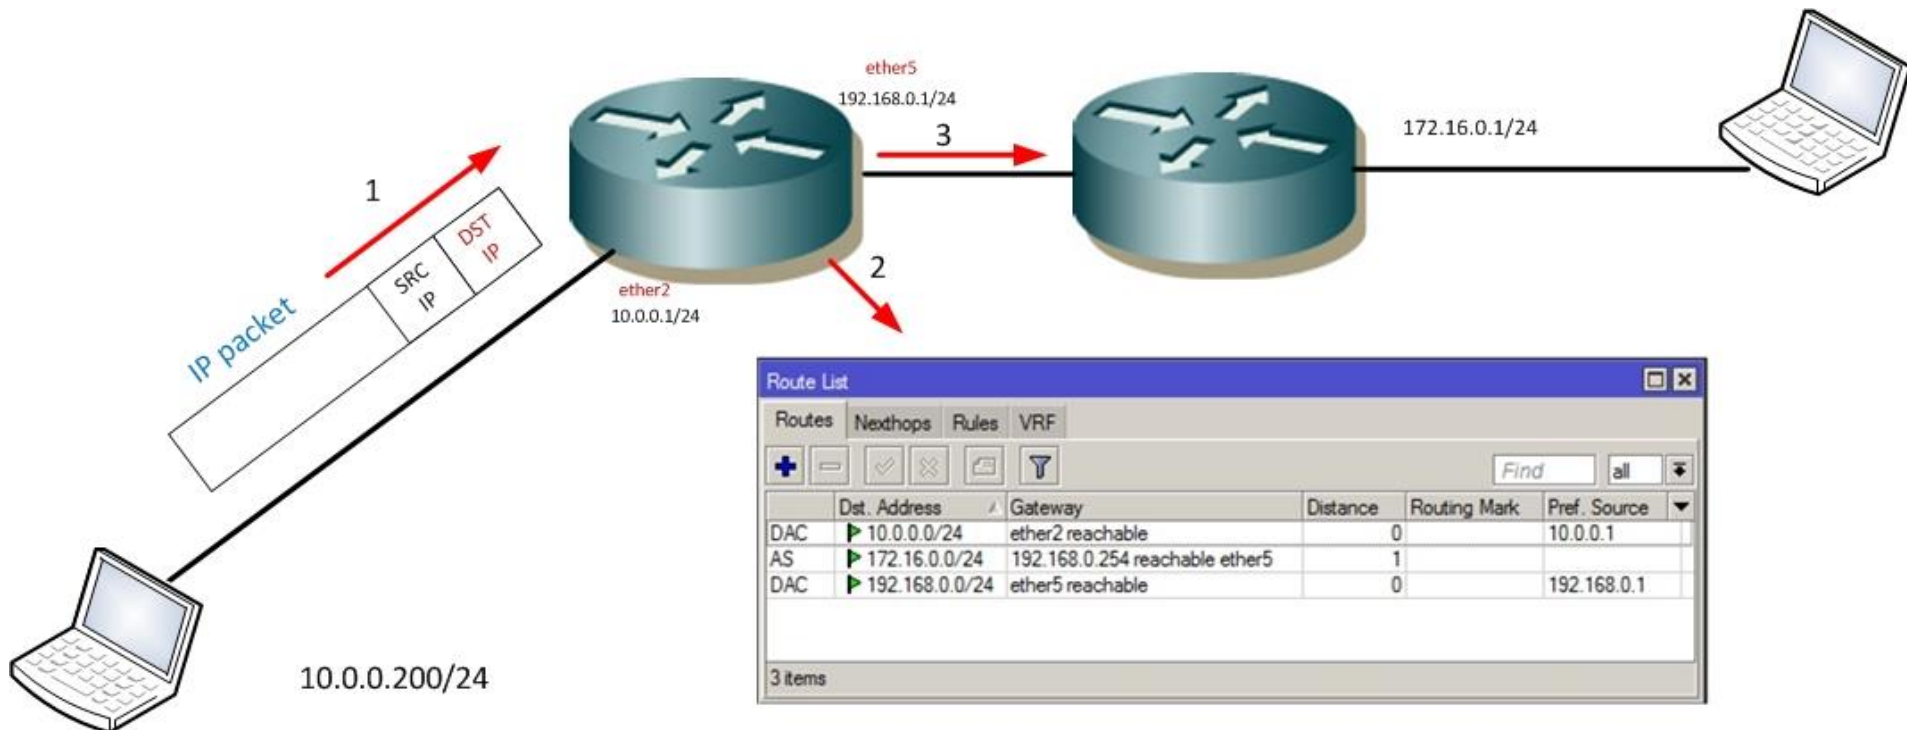 ether5
192.168.0.1/24
3
172.16.0.1/24
1
DST
IP
SRC
IP
IP packet
2
ether2
10.0.0.1/24
Route List
Routes Nexthops Rules VRF
Find all
Dst. Address Gateway Distance Routing Mark Pref. Source
DAC 10.0.0.0/24 ether2 reachable 0 10.0.0.1
AS 172.16.0.0/24 192.168.0.254 reachable ether5 1
DAC 192.168.0.0/24 ether5 reachable 0 192.168.0.1
3 items
10.0.0.200/24